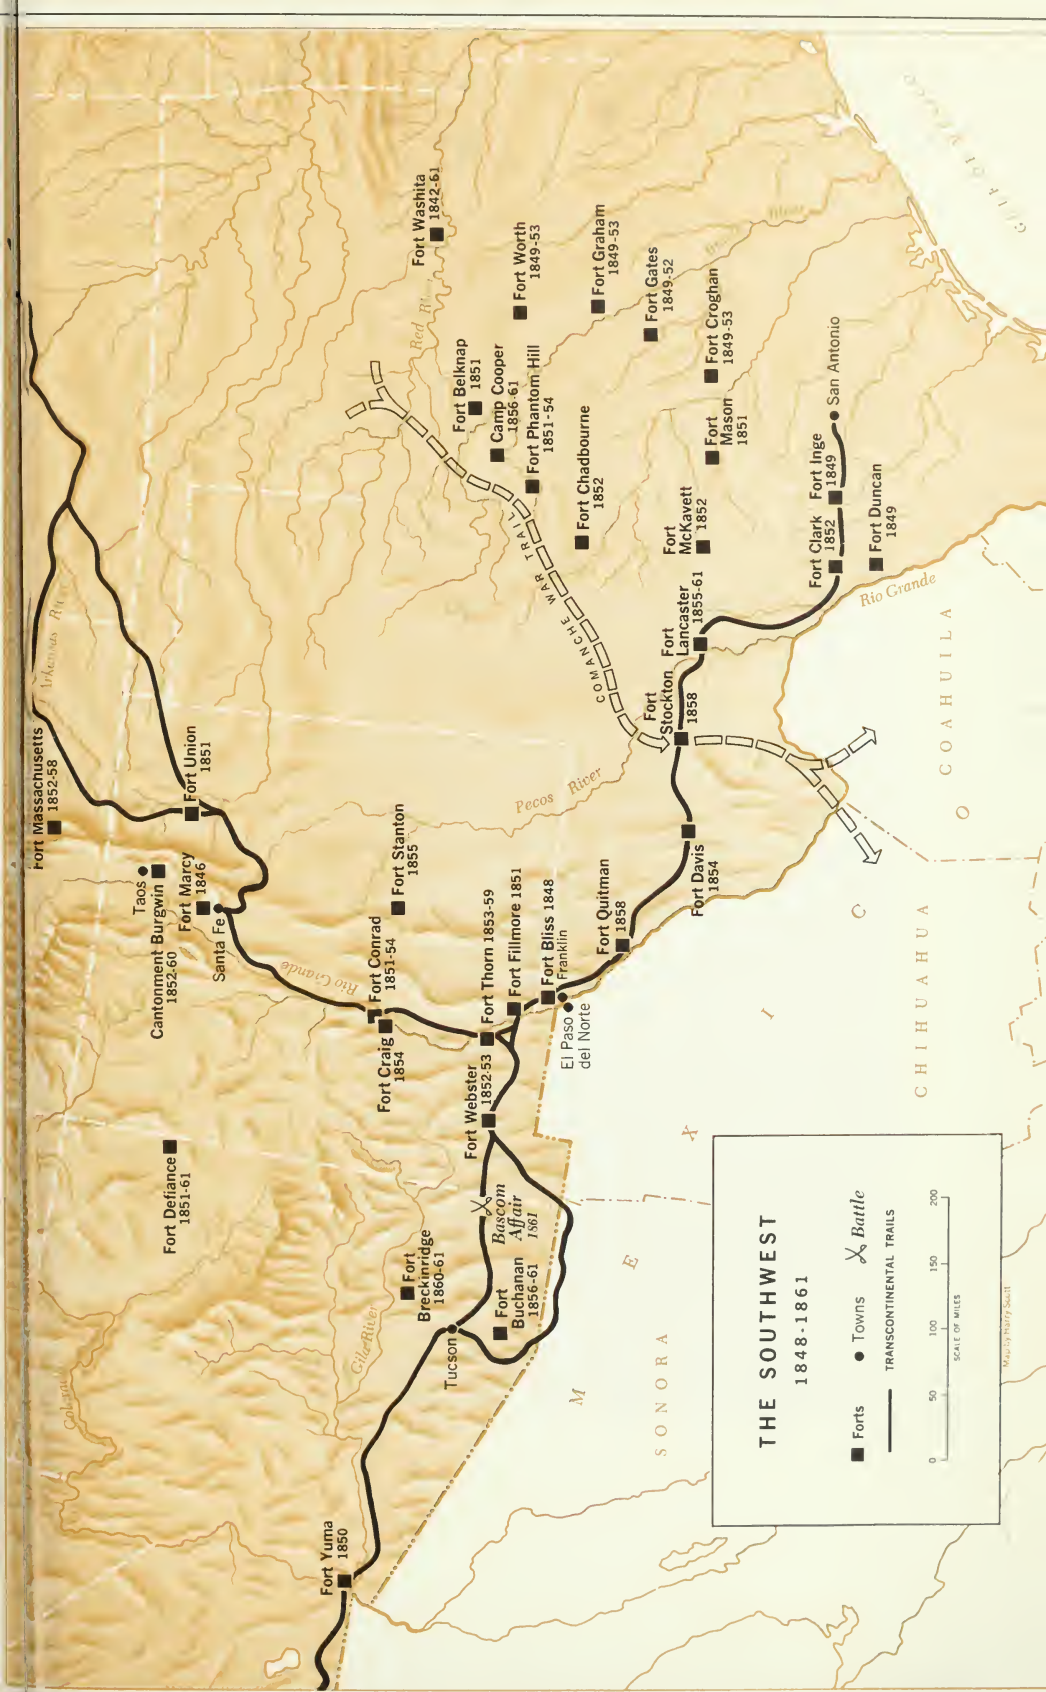 Fort Massachusetts
1852-58
Arkansas
Fort Union
1851
Taos
Cantonment Burgwin
1852-60
Fort Marcy
1846
Santa Fe
Rio Grande
Fort Defiance
1851-61
Fort Stanton
1855
Fort Conrad
1851-54
Fort Craig
1854
Fort Thorn 1853-59
Fort Fillmore 1851
Fort Bliss 1848
Franklin
El Paso
del Norte
Fort Webster
1852-53
Bascom
Affair
1861
Fort
Breckinridge
1860-61
Fort
Buchanan
1856-61
Tucson
Gila River
Fort Yuma
1850
Fort Washita
1842-61
Red
Fort Worth
1849-53
Fort Graham
1849-53
Fort Gates
1849-52
Fort Croghan
1849-53
Fort Belknap
1851
Camp Cooper
1856-61
Fort Phantom Hill
1851-54
Fort Chadbourne
1852
Fort
Mason
1851
Fort
McKavett
1852
San Antonio
Fort Inge
1849
Fort Clark
1852
Fort Duncan
1849
Rio Grande
Fort
Lancaster
1855-61
Fort
Stockton
1858
COMANCHE WAR TRAIL
Pecos River
Fort Davis
1854
Fort Quitman
1858
MEXICO
SONORA
CHIHUAHUA
COAHUILA
THE SOUTHWEST
1848-1861
Forts
Towns
Battle
TRANSCONTINENTAL TRAILS
0 50 100 150 200
SCALE OF MILES
Map by Harry Scott